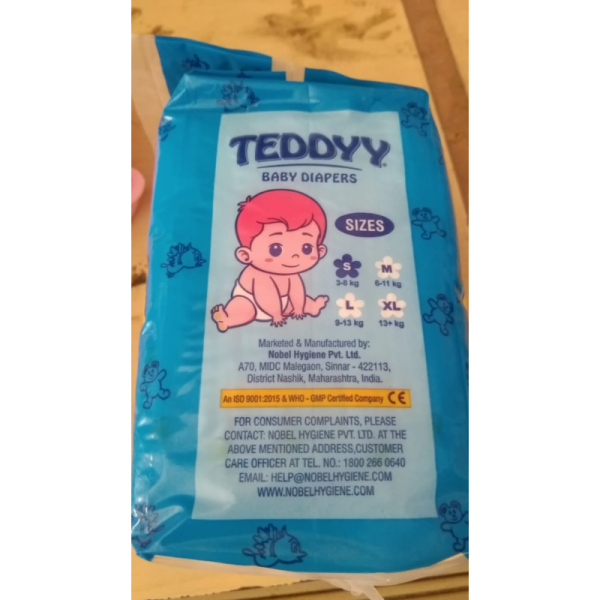 TEDDYY
BABY DIAPERS
SIZES
S M
3-8 kg 6-11 kg
L XL
9-13 kg 13+ kg
Marketed & Manufactured by:
Nobel Hygiene Pvt. Ltd.
A70, MIDC Malegaon, Sinnar - 422113,
District Nashik, Maharashtra, India.
An ISO 9001:2015 & WHO - GMP Certified Company CE
FOR CONSUMER COMPLAINTS, PLEASE
CONTACT: NOBEL HYGIENE PVT. LTD. AT THE
ABOVE MENTIONED ADDRESS,CUSTOMER
CARE OFFICER AT TEL. NO.: 1800 266 0640
EMAIL: HELP@NOBELHYGIENE.COM
WWW.NOBELHYGIENE.COM